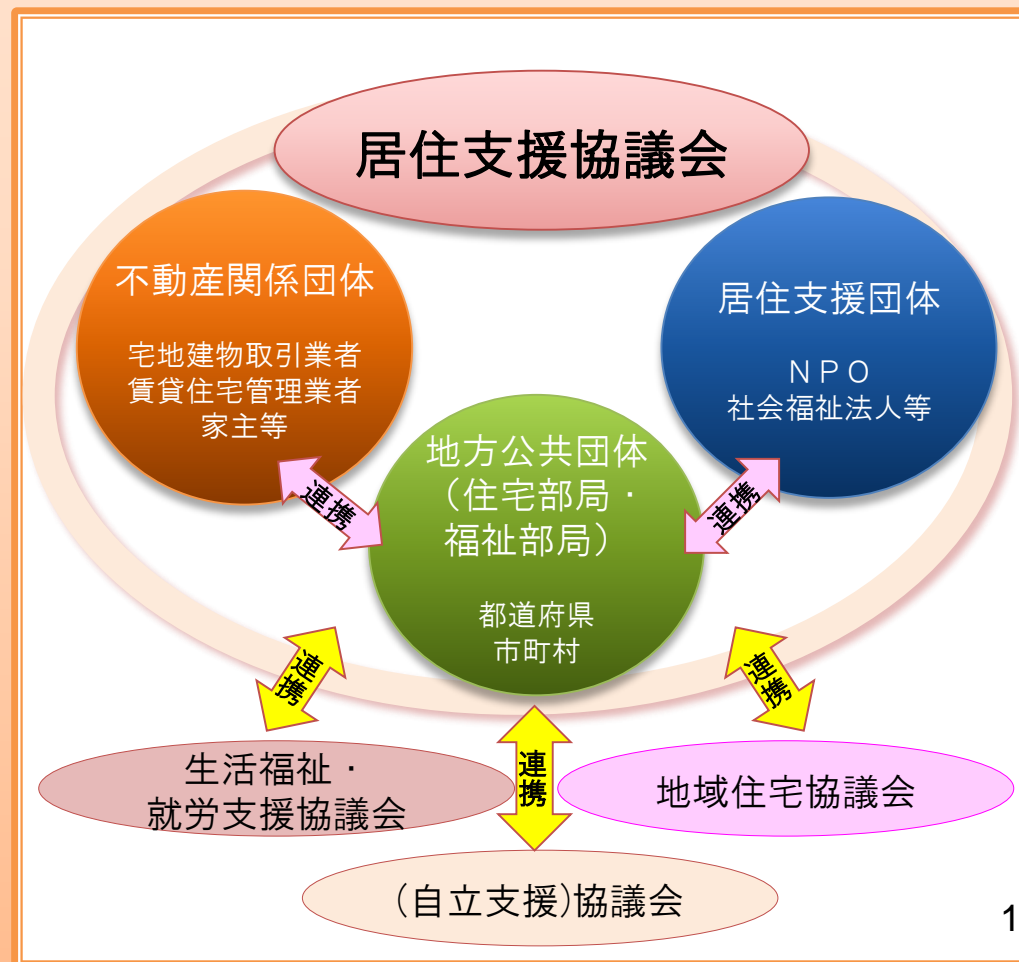 居住支援協議会
不動産関係団体
宅地建物取引業者
賃貸住宅管理業者
家主等
居住支援団体
ＮＰＯ
社会福祉法人等
地方公共団体
（住宅部局・
福祉部局）
都道府県
市町村
連携
連携
連携
連携
連携
生活福祉・
就労支援協議会
地域住宅協議会
（自立支援）協議会
1